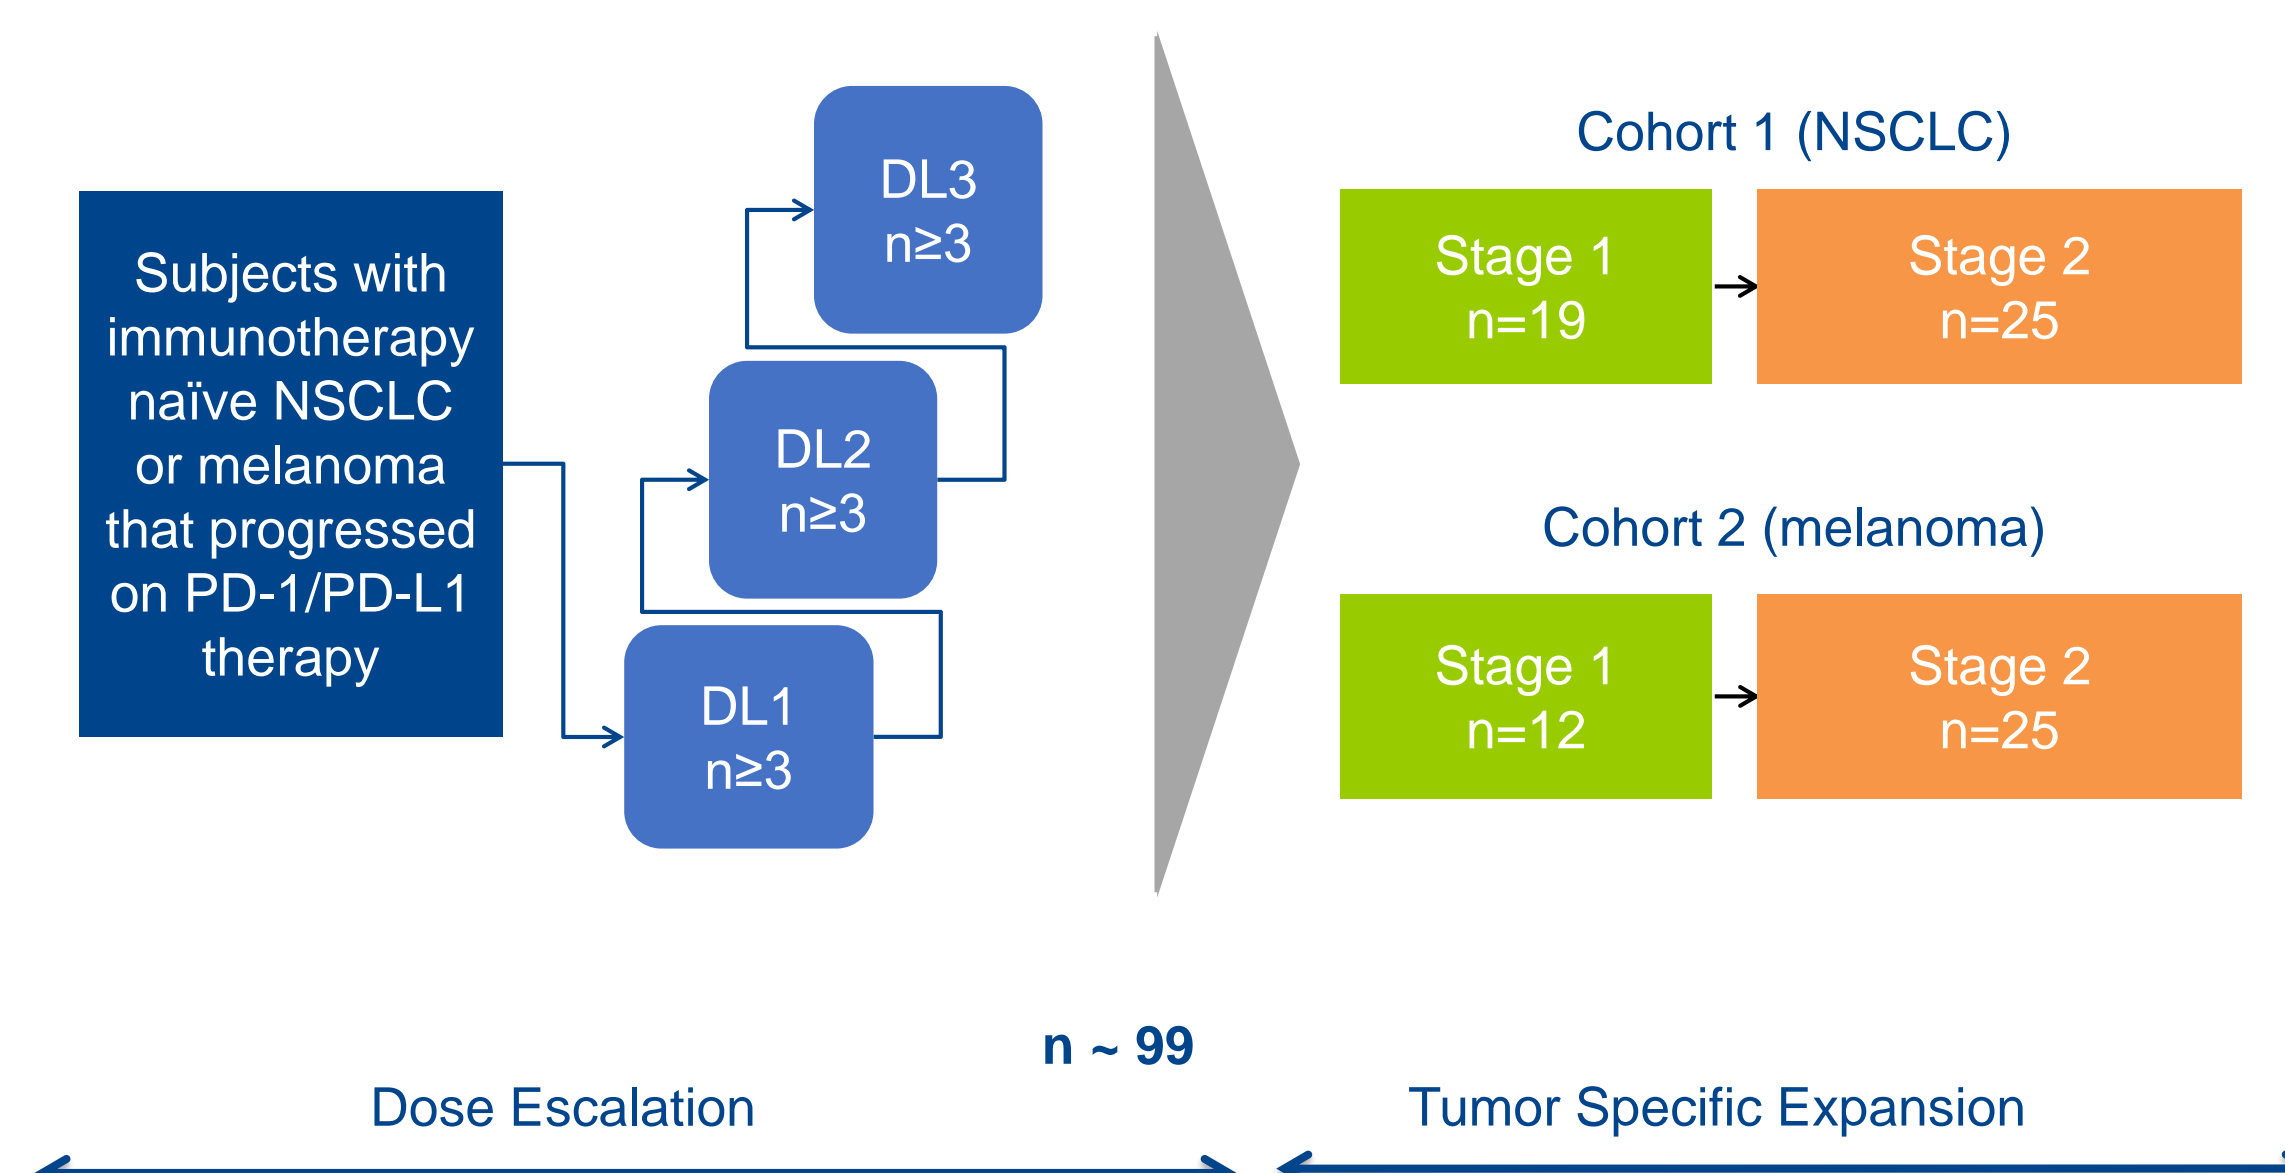 Subjects with
immunotherapy
naïve NSCLC
or melanoma
that progressed
on PD-1/PD-L1
therapy
DL3
n≥3
DL2
n≥3
DL1
n≥3
Cohort 1 (NSCLC)
Stage 1
n=19
Stage 2
n=25
Cohort 2 (melanoma)
Stage 1
n=12
Stage 2
n=25
n ~ 99
Dose Escalation
Tumor Specific Expansion